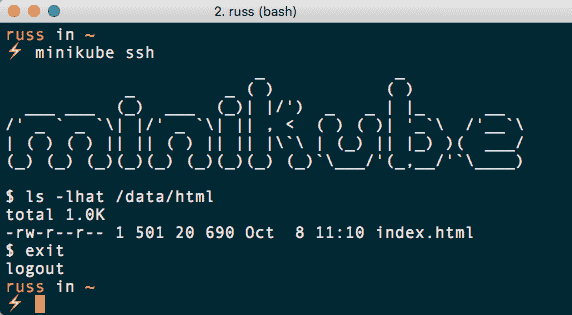 2. russ (bash)
russ in ~
⚡ minikube ssh
minikube
$ ls -lhat /data/html
total 1.0K
-rw-r--r-- 1 501 20 690 Oct  8 11:10 index.html
$ exit
logout
russ in ~
⚡